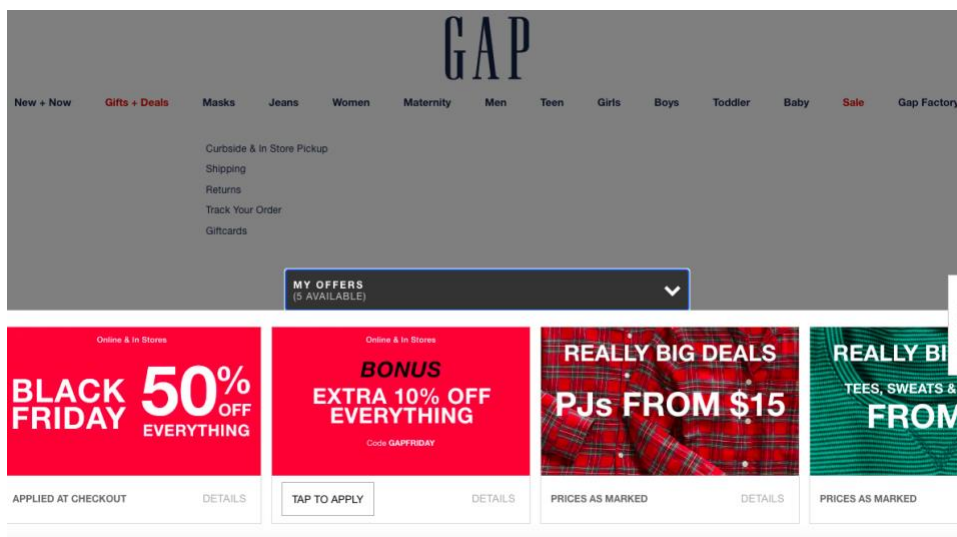 GAP
New + Now Gifts + Deals Masks Jeans Women Maternity Men Teen Girls Boys Toddler Baby Sale Gap Factory
Curbside & In Store Pickup
Shipping
Returns
Track Your Order
Giftcards
MY OFFERS
(5 AVAILABLE)
Online & In Stores
BLACK FRIDAY
50% OFF
EVERYTHING
APPLIED AT CHECKOUT DETAILS
Online & In Stores
BONUS
EXTRA 10% OFF
EVERYTHING
Code GAPFRIDAY
TAP TO APPLY DETAILS
REALLY BIG DEALS
PJs FROM $15
PRICES AS MARKED DETAILS
REALLY BI
TEES, SWEATS &
FROM
PRICES AS MARKED